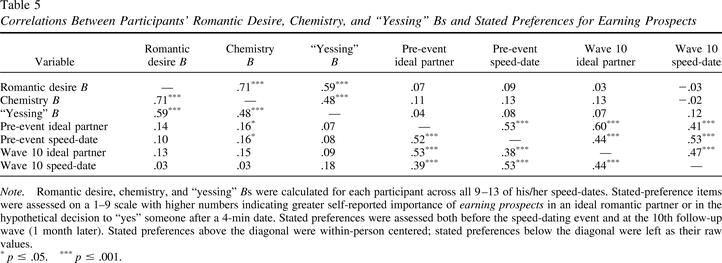 Table 5
Correlations Between Participants' Romantic Desire, Chemistry, and “Yessing” Bs and Stated Preferences for Earning Prospects
Variable Romantic desire B Chemistry B “Yessing” B Pre-event ideal partner Pre-event speed-date Wave 10 ideal partner Wave 10 speed-date
Romantic desire B — .71*** .59*** .07 .09 .03 −.03
Chemistry B .71*** — .48*** .11 .13 .13 −.02
“Yessing” B .59*** .48*** — .04 .08 .07 .12
Pre-event ideal partner .14 .16* .07 — .53*** .60*** .41***
Pre-event speed-date .10 .16* .08 .52*** — .44*** .53***
Wave 10 ideal partner .13 .15 .09 .53*** .38*** — .47***
Wave 10 speed-date .03 .03 .18 .39*** .53*** .44*** —
Note. Romantic desire, chemistry, and “yessing” Bs were calculated for each participant across all 9–13 of his/her speed-dates. Stated-preference items
were assessed on a 1–9 scale with higher numbers indicating greater self-reported importance of earning prospects in an ideal romantic partner or in the
hypothetical decision to “yes” someone after a 4-min date. Stated preferences were assessed both before the speed-dating event and at the 10th follow-up
wave (1 month later). Stated preferences above the diagonal were within-person centered; stated preferences below the diagonal were left as their raw
values.
* p ≤ .05. *** p ≤ .001.